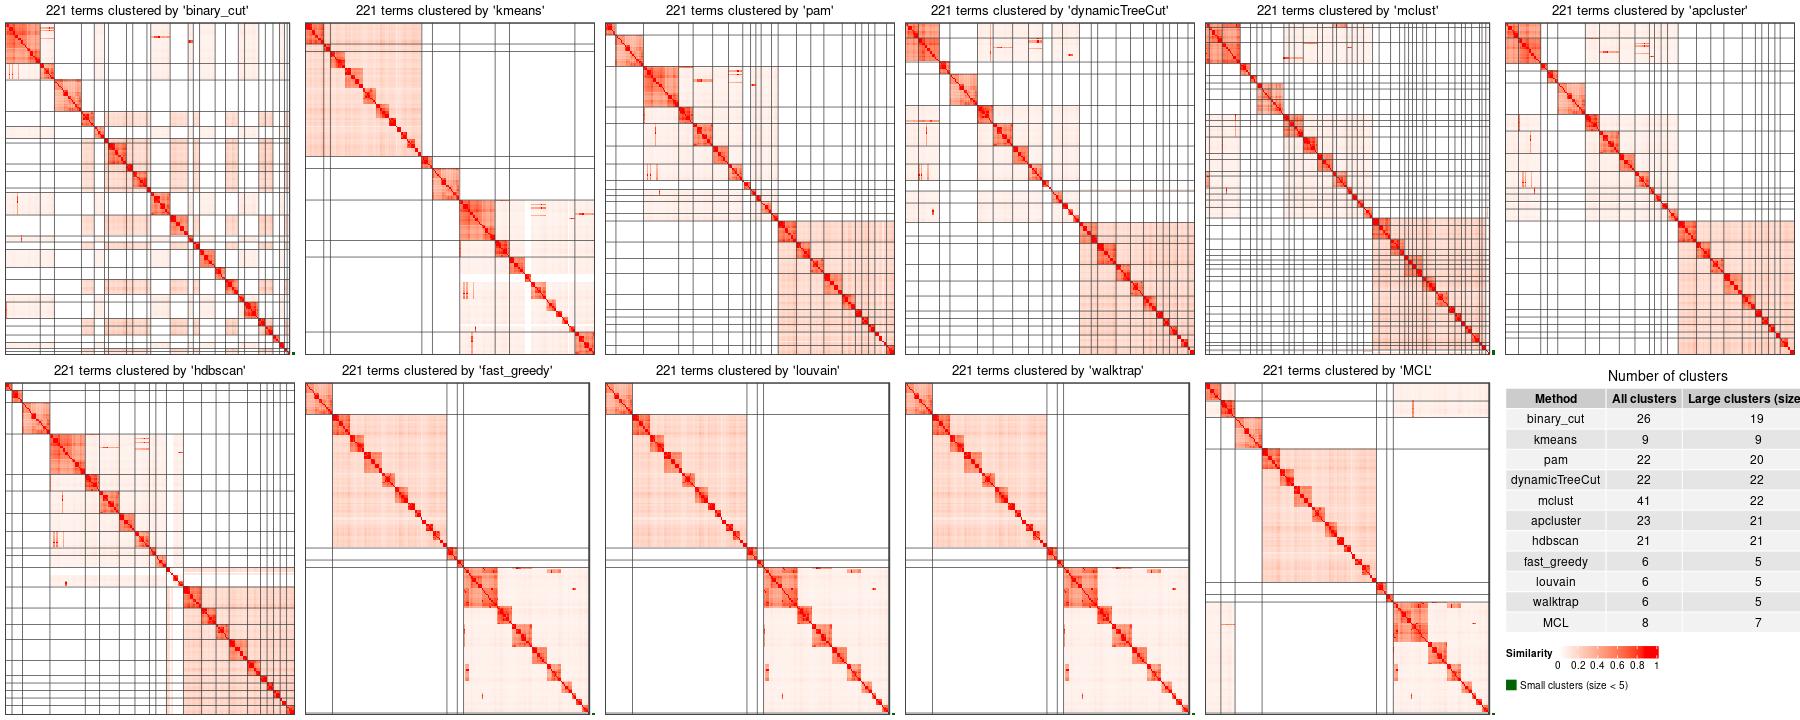 221 terms clustered by 'binary_cut'
221 terms clustered by 'kmeans'
221 terms clustered by 'pam'
221 terms clustered by 'dynamicTreeCut'
221 terms clustered by 'mclust'
221 terms clustered by 'apcluster'
221 terms clustered by 'hdbscan'
221 terms clustered by 'fast_greedy'
221 terms clustered by 'louvain'
221 terms clustered by 'walktrap'
221 terms clustered by 'MCL'
Number of clusters
Method All clusters Large clusters (size
binary_cut 26 19
kmeans 9 9
pam 22 20
dynamicTreeCut 22 22
mclust 41 22
apcluster 23 21
hdbscan 21 21
fast_greedy 6 5
louvain 6 5
walktrap 6 5
MCL 8 7
Similarity
0 0.2 0.4 0.6 0.8 1
Small clusters (size < 5)